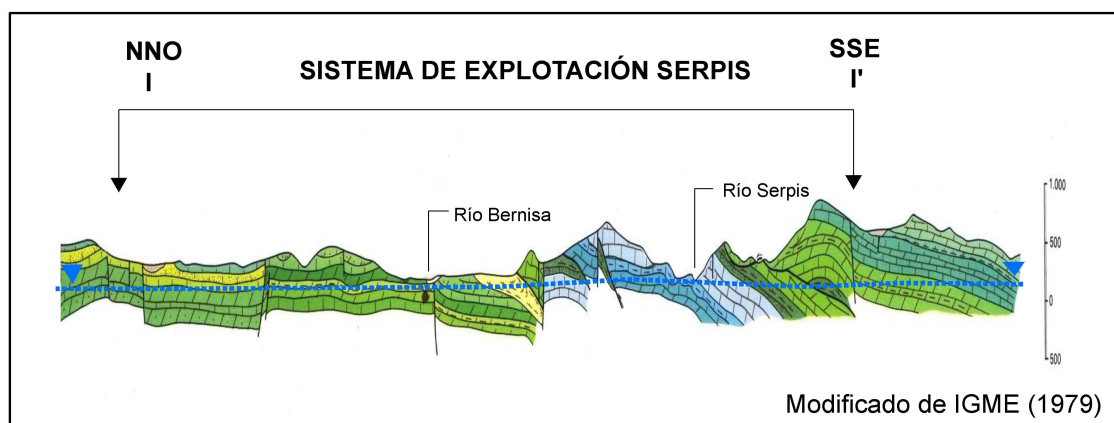 NNO
I
SISTEMA DE EXPLOTACIÓN SERPIS
SSE
I'
Río Bernisa
Río Serpis
1.000
500
0
500
Modificado de IGME (1979)